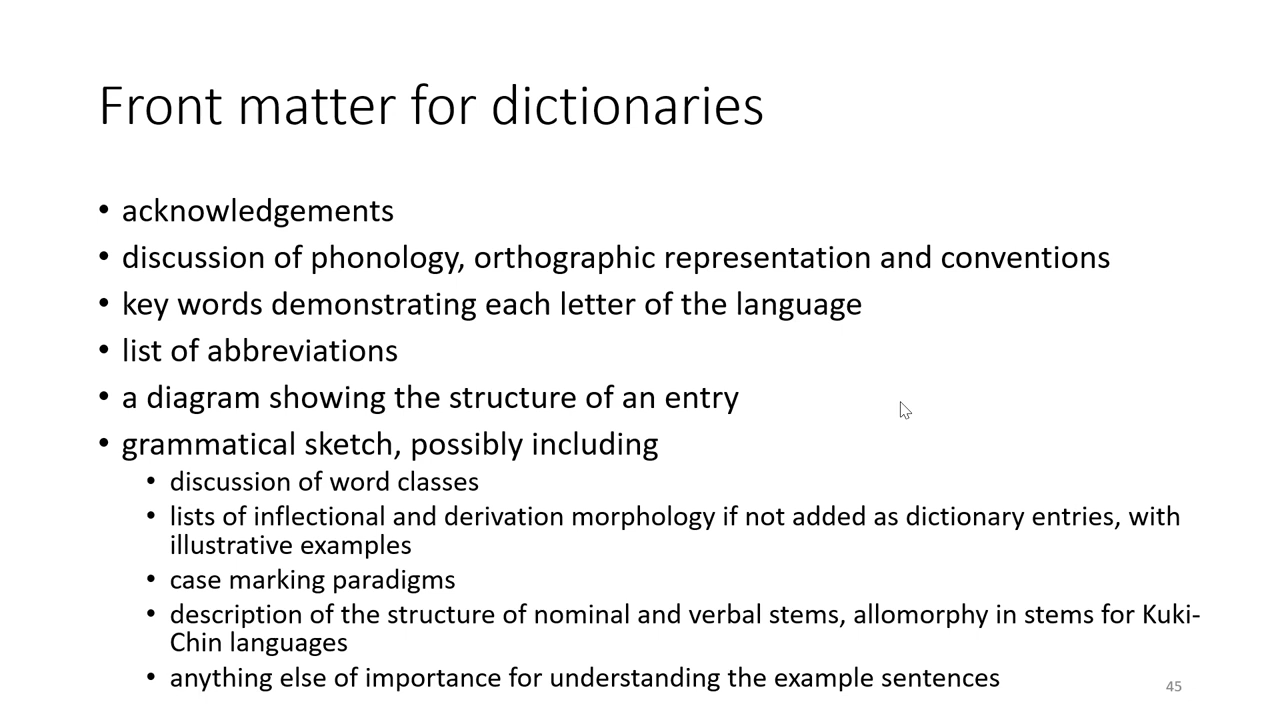 Front matter for dictionaries
• acknowledgements
• discussion of phonology, orthographic representation and conventions
• key words demonstrating each letter of the language
• list of abbreviations
• a diagram showing the structure of an entry
• grammatical sketch, possibly including
• discussion of word classes
• lists of inflectional and derivation morphology if not added as dictionary entries, with
illustrative examples
• case marking paradigms
• description of the structure of nominal and verbal stems, allomorphy in stems for Kuki-
Chin languages
• anything else of importance for understanding the example sentences
45